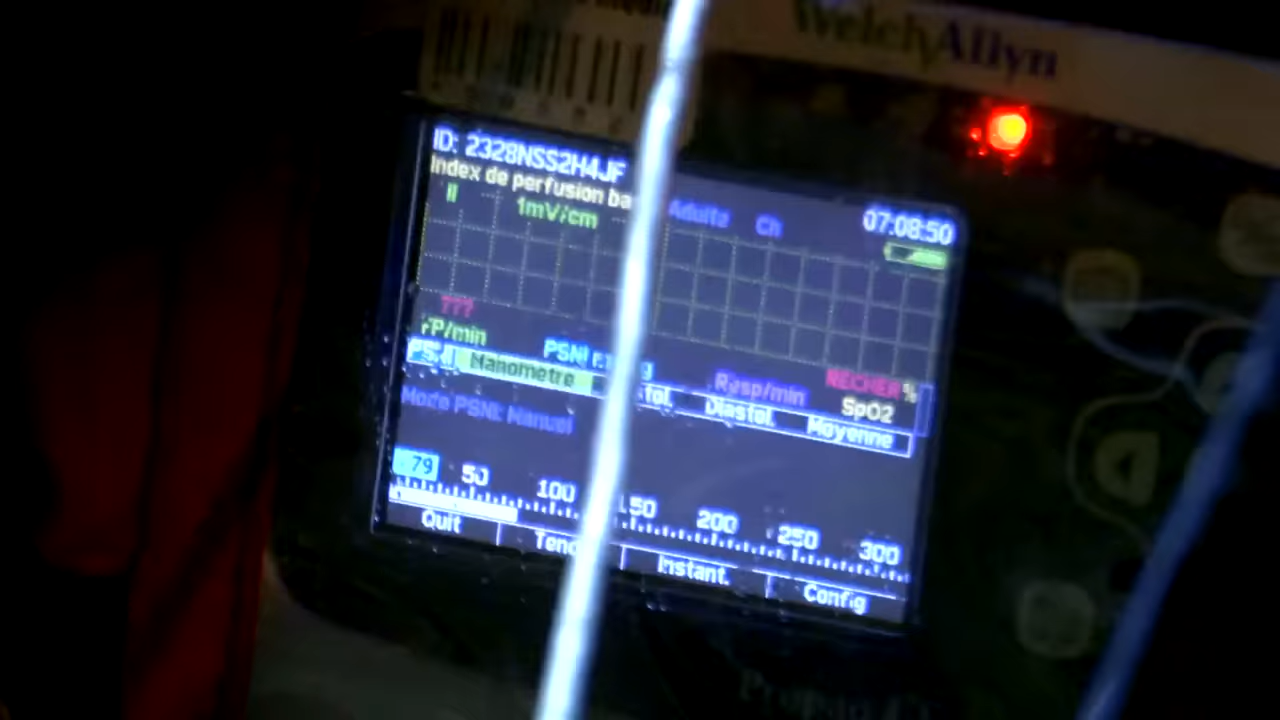 WelchAllyn
ID: 2328NSS2H4JF
Index de perfusion ba
II 1mV/cm Adulte Ch 07:08:50
???
rP/min PSNI
Resp/min RECHER %
SpO2
Manometre Diastol. Moyenne
Mode PSNI: Manuel
79 50 100 150 200 250 300
Quit Instant. Config